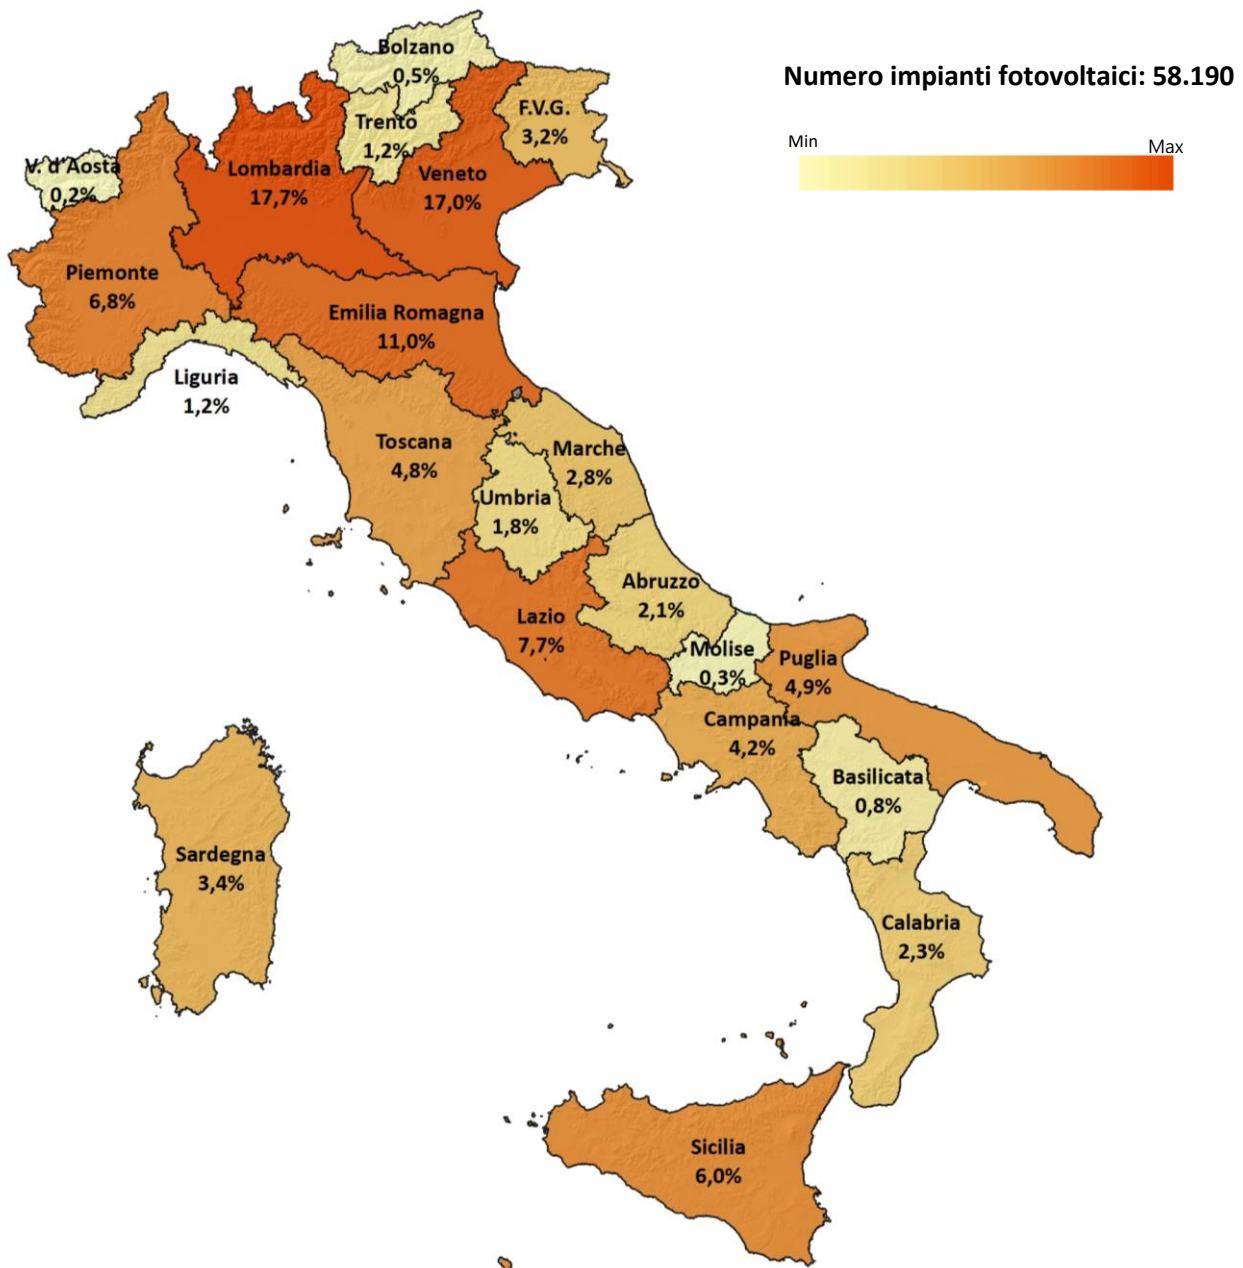 Numero impianti fotovoltaici: 58.190
Min
Max
Bolzano
0,5%
Trento
1,2%
F.V.G.
3,2%
V. d'Aosta
0,2%
Lombardia
17,7%
Veneto
17,0%
Piemonte
6,8%
Emilia Romagna
11,0%
Liguria
1,2%
Toscana
4,8%
Marche
2,8%
Umbria
1,8%
Abruzzo
2,1%
Lazio
7,7%
Molise
0,3%
Puglia
4,9%
Campania
4,2%
Basilicata
0,8%
Sardegna
3,4%
Calabria
2,3%
Sicilia
6,0%